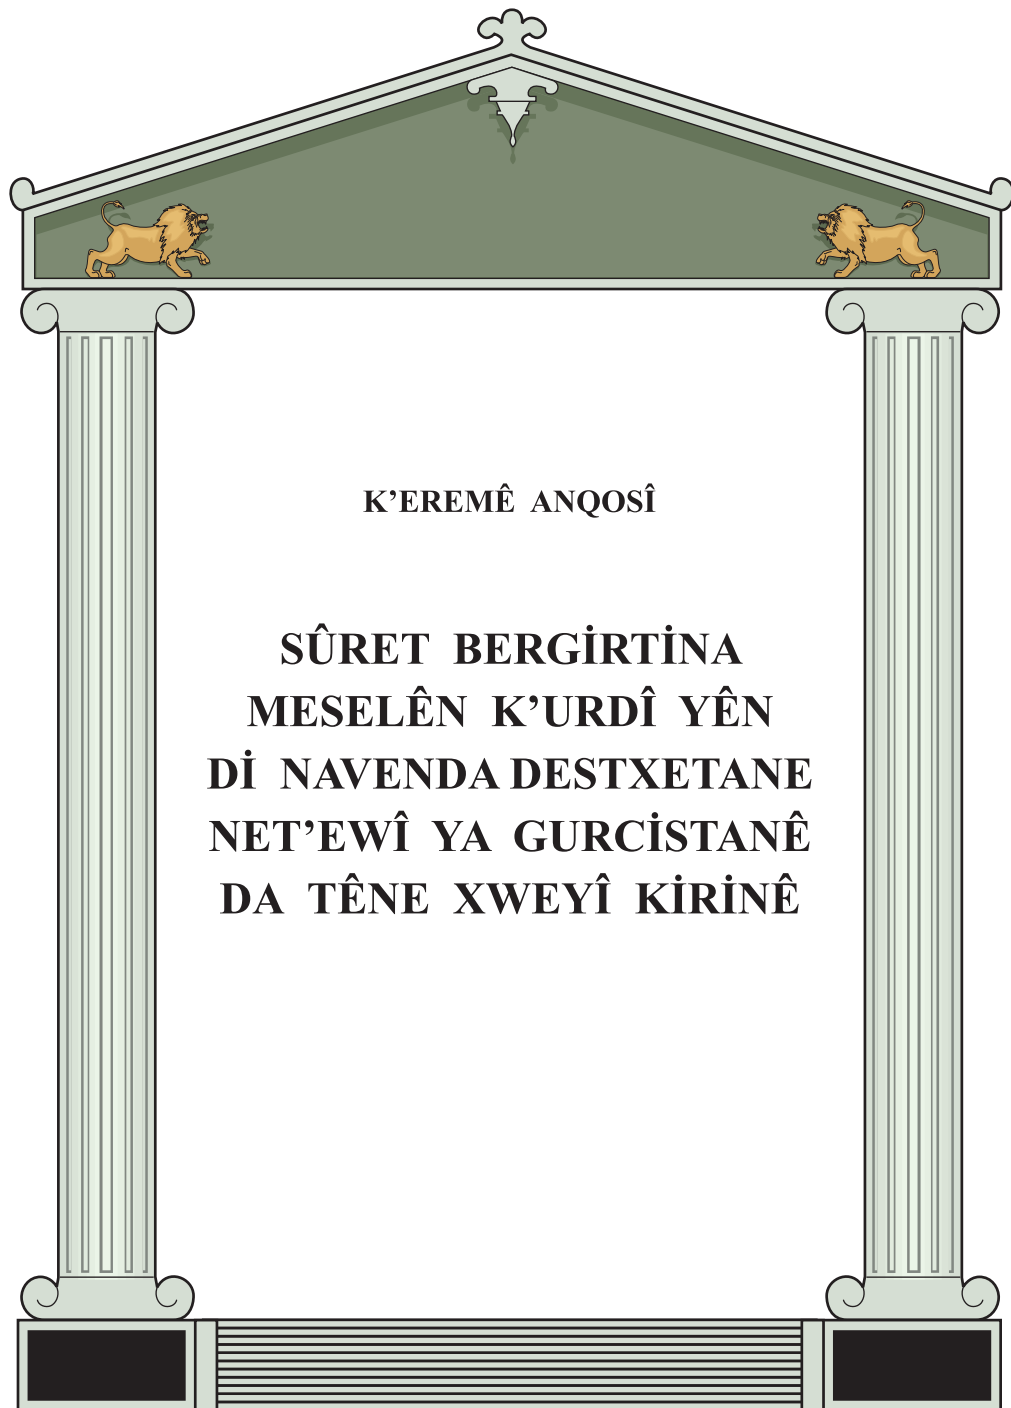 K’EREMÊ ANQOSÎ
SÛRET BERGİRTİNA
MESELÊN K’URDÎ YÊN
Dİ NAVENDA DESTXETANE
NET’EWÎ YA GURCİSTANÊ
DA TÊNE XWEYÎ KİRİNÊ